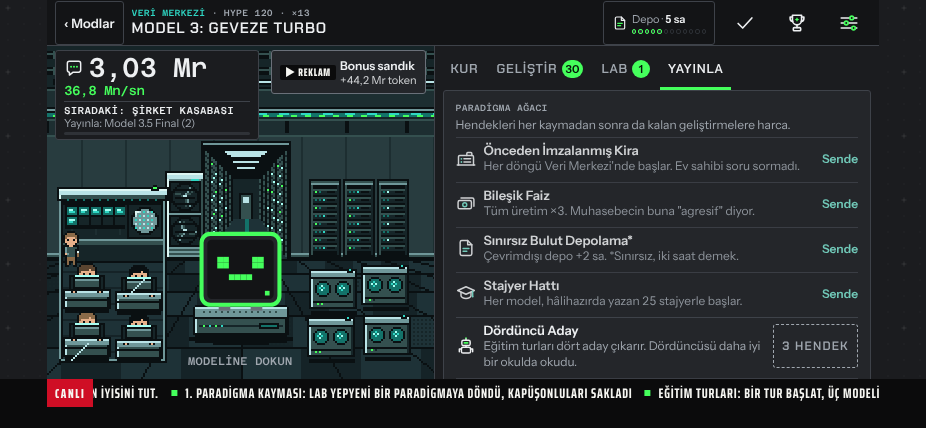 ‹ Modlar
VERİ MERKEZİ · HYPE 120 · ×13
MODEL 3: GEVEZE TURBO
Depo · 5 sa
3,03 Mr
36,8 Mn/sn
SIRADAKİ: ŞİRKET KASABASI
Yayınla: Model 3.5 Final (2)
REKLAM
Bonus sandık
+44,2 Mr token
MODELİNE DOKUN
KUR GELİŞTİR 30 LAB 1 YAYINLA
PARADİGMA AĞACI
Hendekleri her kaymadan sonra da kalan geliştirmelere harca.
Önceden İmzalanmış Kira
Her döngü Veri Merkezi'nde başlar. Ev sahibi soru sormadı.
Sende
Bileşik Faiz
Tüm üretim ×3. Muhasebecin buna "agresif" diyor.
Sende
Sınırsız Bulut Depolama*
Çevrimdışı depo +2 sa. *Sınırsız, iki saat demek.
Sende
Stajyer Hattı
Her model, hâlihazırda yazan 25 stajyerle başlar.
Sende
Dördüncü Aday
Eğitim turları dört aday çıkarır. Dördüncüsü daha iyi
bir okulda okudu.
3 HENDEK
CANLI N İYİSİNİ TUT. ■ 1. PARADİGMA KAYMASI: LAB YEPYENİ BİR PARADİGMAYA DÖNDÜ, KAPÜŞONLULARI SAKLADI ■ EĞİTİM TURLARI: BİR TUR BAŞLAT, ÜÇ MODELİ